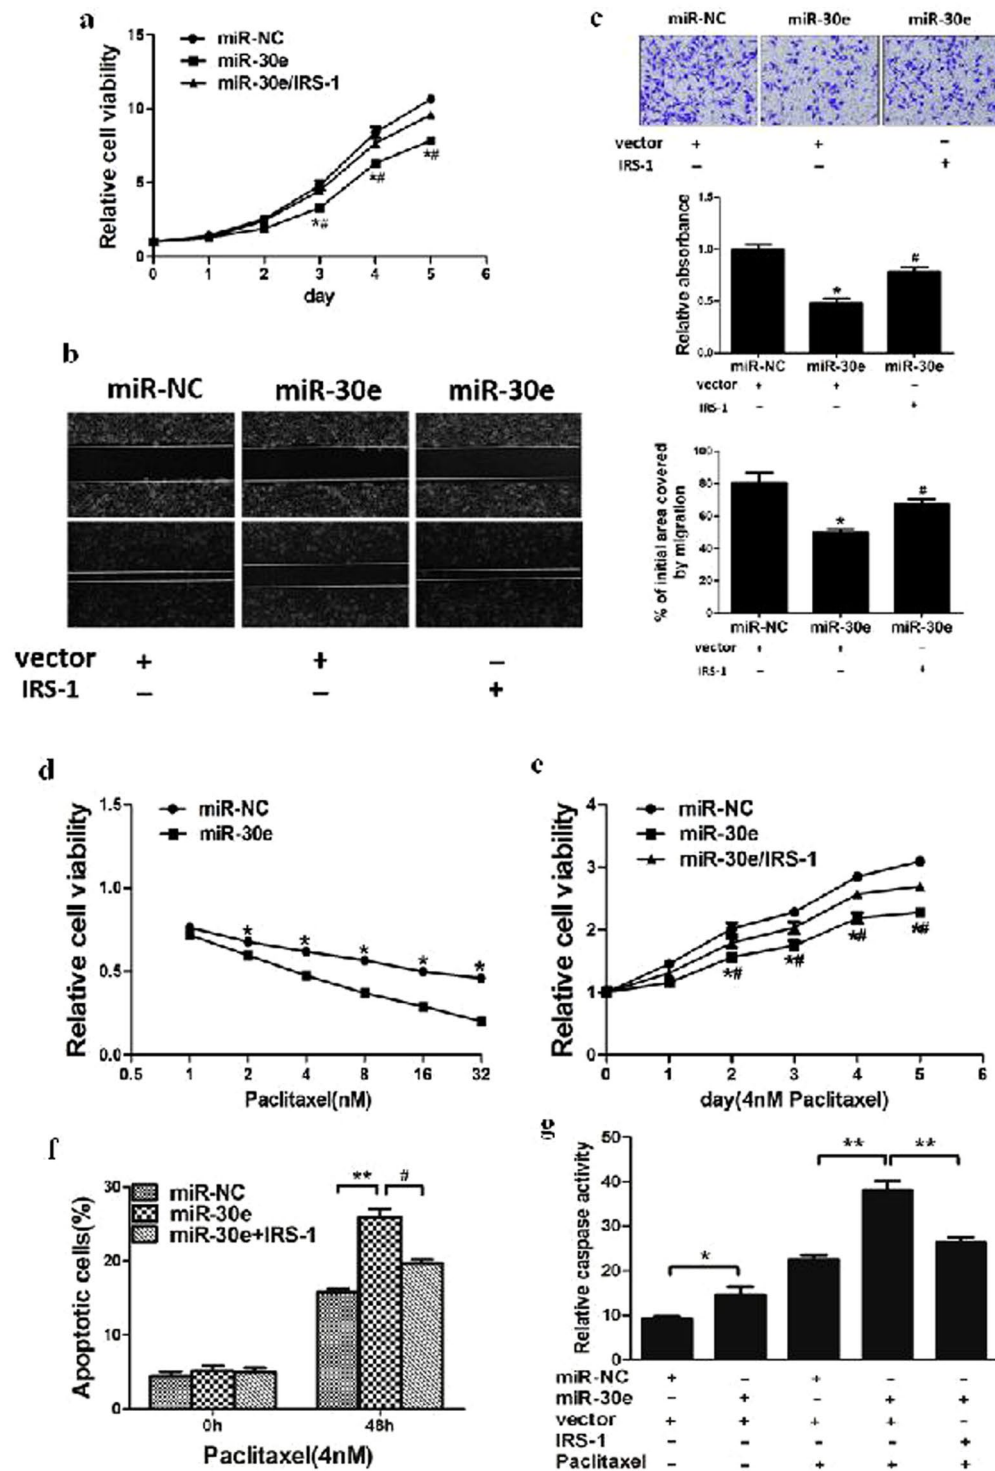 a
15
10
5
0
Relative cell viability
miR-NC
miR-30e
miR-30e/IRS-1
*#
*#
*#
0 1 2 3 4 5 6
day
b
miR-NC miR-30e miR-30e
vector + + –
IRS-1 – – +
c
miR-NC miR-30e miR-30e
vector + + –
IRS-1 – – +
Relative absorbance
1.5
1.0
0.5
0.0
* #
miR-NC miR-30e miR-30e
vector + + –
IRS-1 – – +
% of initial area covered
by migration
100
80
60
40
20
0
* #
miR-NC miR-30e miR-30e
vector + + –
IRS-1 – – +
d
Relative cell viability
1.5
1.0
0.5
0.0
miR-NC
miR-30e
* * * * *
0.5 1 2 4 8 16 32
Paclitaxel(nM)
e
Relative cell viability
4
3
2
1
0
miR-NC
miR-30e
miR-30e/IRS-1
*# *# *# *#
0 1 2 3 4 5 6
day(4nM Paclitaxel)
f
Apoptotic cells(%)
30
20
10
0
miR-NC
miR-30e
miR-30e+IRS-1
** #
0h 48h
Paclitaxel(4nM)
g
Relative caspase activity
50
40
30
20
10
0
* ** **
miR-NC + – + – –
miR-30e – + – + +
vector + + + + –
IRS-1 – – – – +
Paclitaxel – – + + +